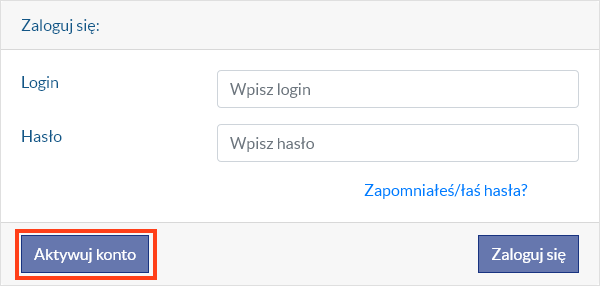 Zaloguj się:
Login
Wpisz login
Hasło
Wpisz hasło
Zapomniałeś/łaś hasła?
Aktywuj konto
Zaloguj się